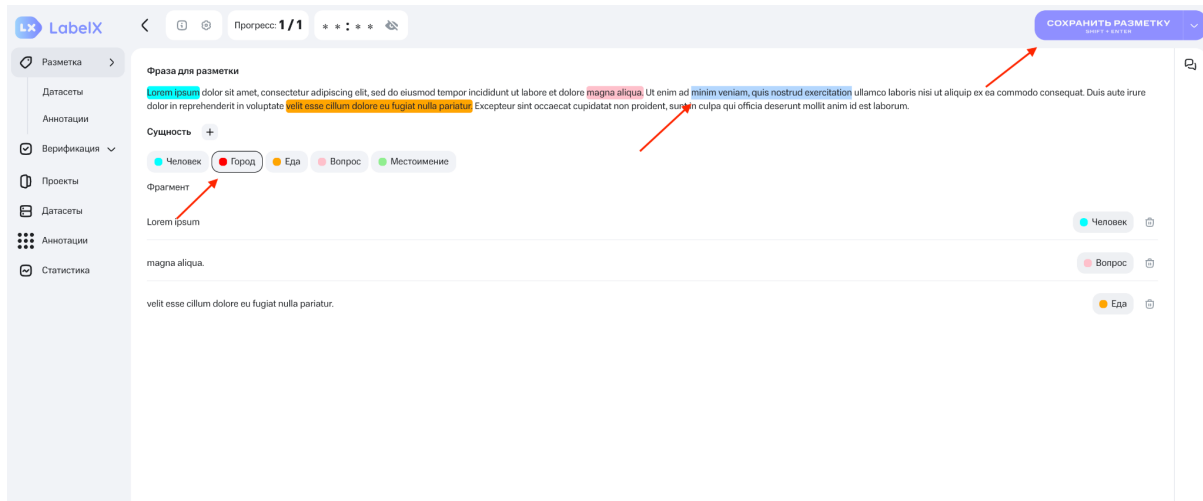 LX LabelX
Прогресс: 1 / 1
* * : * *
СОХРАНИТЬ РАЗМЕТКУ
SHIFT + ENTER
Разметка
Датасеты
Аннотации
Верификация
Проекты
Датасеты
Аннотации
Статистика
Фраза для разметки
Lorem ipsum dolor sit amet, consectetur adipiscing elit, sed do eiusmod tempor incididunt ut labore et dolore magna aliqua. Ut enim ad minim veniam, quis nostrud exercitation ullamco laboris nisi ut aliquip ex ea commodo consequat. Duis aute irure
dolor in reprehenderit in voluptate velit esse cillum dolore eu fugiat nulla pariatur. Excepteur sint occaecat cupidatat non proident, sunt in culpa qui officia deserunt mollit anim id est laborum.
Сущность +
Человек Город Еда Вопрос Местоимение
Фрагмент
Lorem ipsum Человек
magna aliqua. Вопрос
velit esse cillum dolore eu fugiat nulla pariatur. Еда